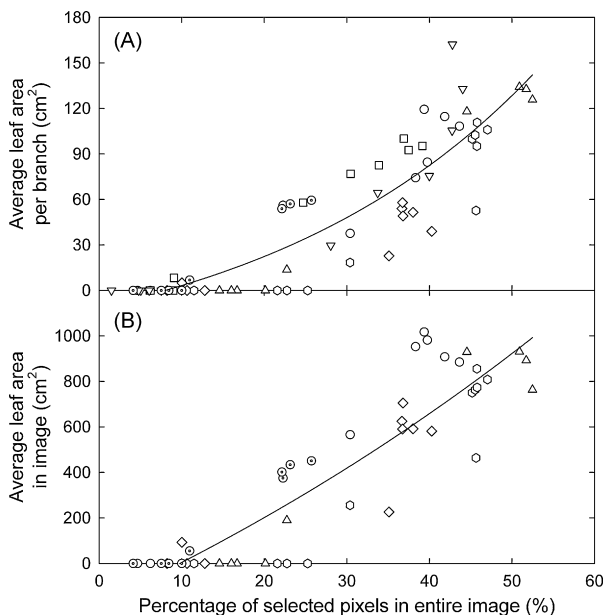 (A)
Average leaf area
per branch (cm²)
180
150
120
90
60
30
0
(B)
Average leaf area
in image (cm²)
1000
800
600
400
200
0
0 10 20 30 40 50 60
Percentage of selected pixels in entire image (%)